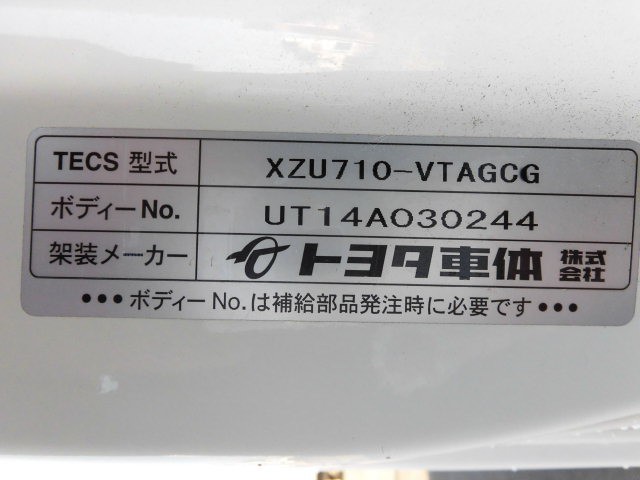 TECS 型式 XZU710-VTAGCG
ボディーNo. UT14A030244
架装メーカー トヨタ車体 株式会社
•••ボディーNo.は補給部品発注時に必要です•••